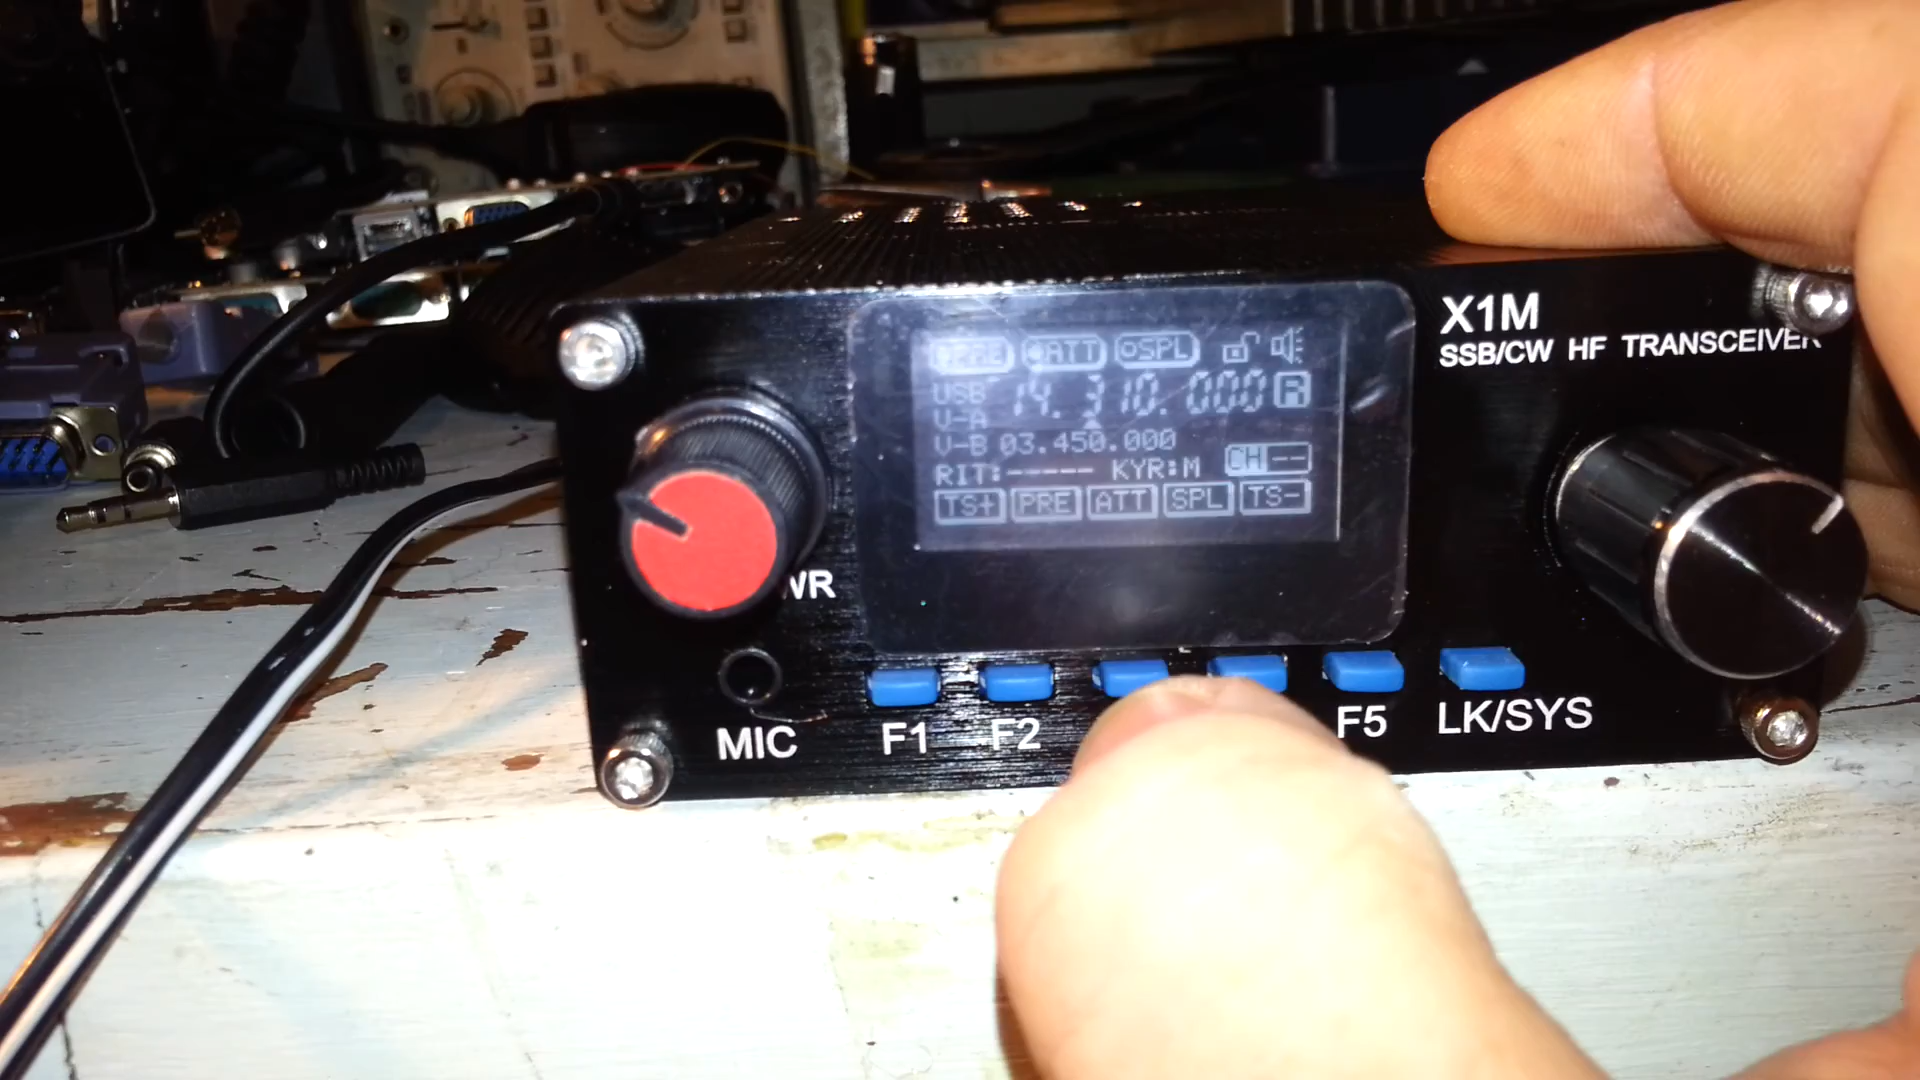 X1M
SSB/CW HF TRANSCEIVER
PRE ATT SPL
USB 14.310.000 R
V-A
V-B 03.450.000
RIT:----- KYR:M CH--
TS+ PRE ATT SPL TS-
WR
MIC F1 F2 F5 LK/SYS